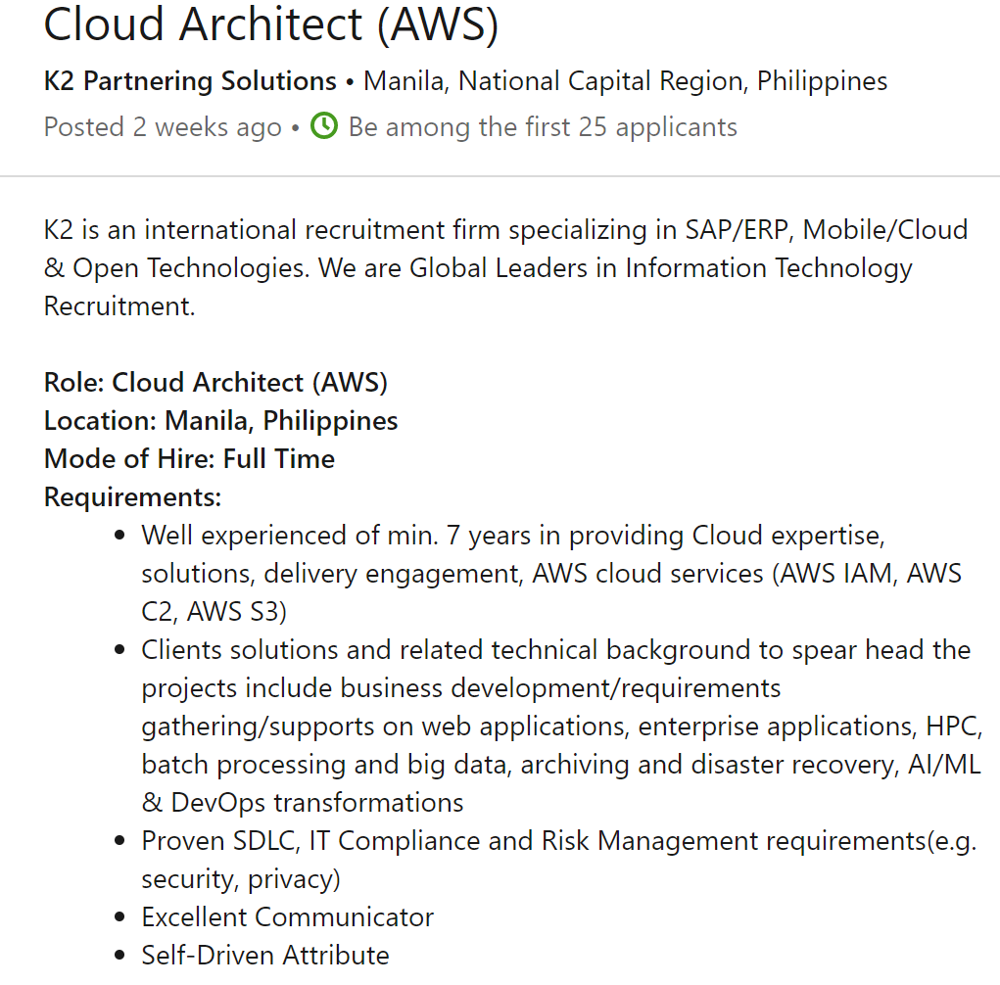 Cloud Architect (AWS)
K2 Partnering Solutions • Manila, National Capital Region, Philippines
Posted 2 weeks ago • Be among the first 25 applicants
K2 is an international recruitment firm specializing in SAP/ERP, Mobile/Cloud
& Open Technologies. We are Global Leaders in Information Technology
Recruitment.
Role: Cloud Architect (AWS)
Location: Manila, Philippines
Mode of Hire: Full Time
Requirements:
• Well experienced of min. 7 years in providing Cloud expertise,
solutions, delivery engagement, AWS cloud services (AWS IAM, AWS
C2, AWS S3)
• Clients solutions and related technical background to spear head the
projects include business development/requirements
gathering/supports on web applications, enterprise applications, HPC,
batch processing and big data, archiving and disaster recovery, AI/ML
& DevOps transformations
• Proven SDLC, IT Compliance and Risk Management requirements(e.g.
security, privacy)
• Excellent Communicator
• Self-Driven Attribute